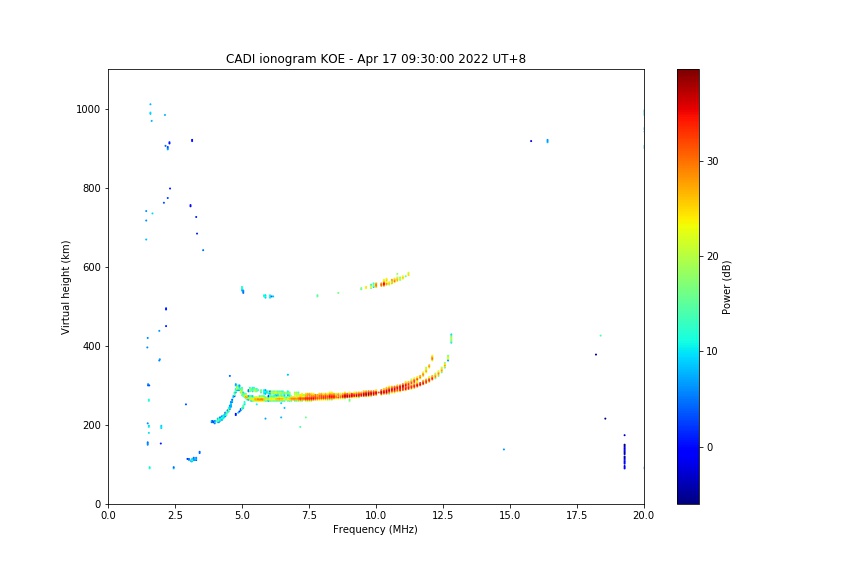 CADI ionogram KOE - Apr 17 09:30:00 2022 UT+8
1000
800
600
400
200
0
Virtual height (km)
0.0 2.5 5.0 7.5 10.0 12.5 15.0 17.5 20.0
Frequency (MHz)
30
20
10
0
Power (dB)